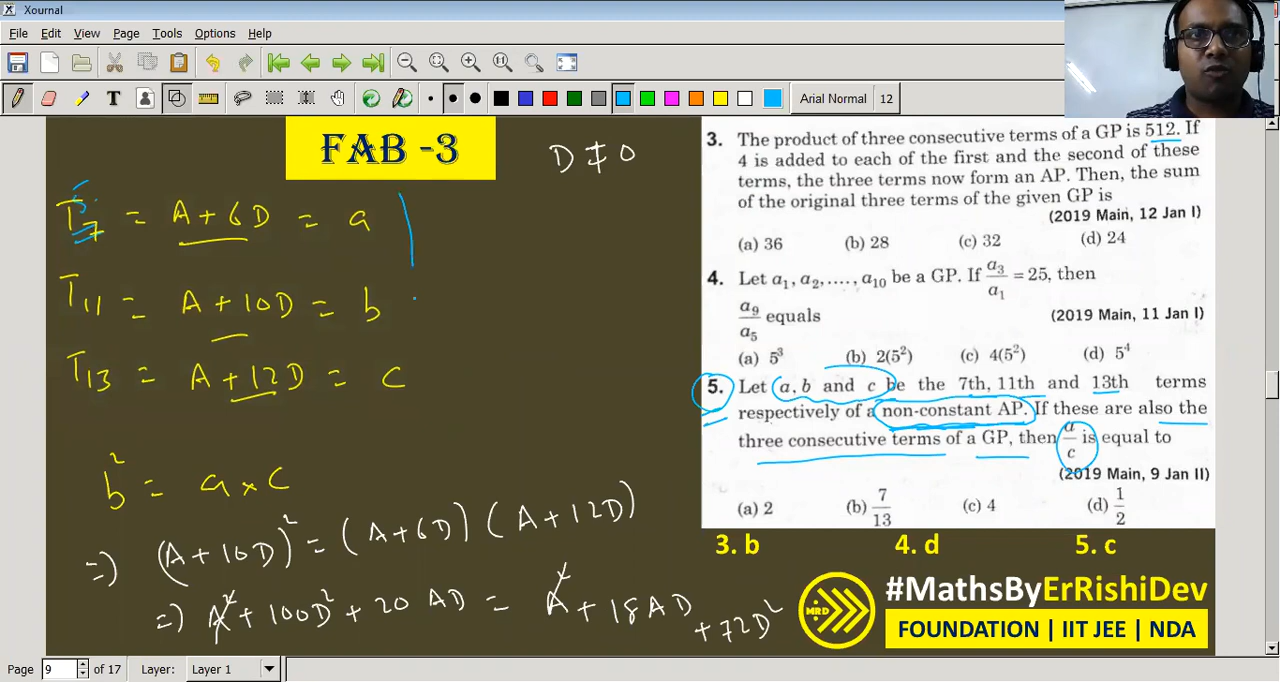 Xournal
File Edit View Page Tools Options Help
Arial Normal 12
FAB -3
D ≠ 0
T7 = A + 6D = a
T11 = A + 10D = b
T13 = A + 12D = c
b² = a × c
=) (A + 10D)² = (A + 6D) (A + 12D)
=) A² + 100D² + 20 AD = A² + 18AD + 72D²
3. The product of three consecutive terms of a GP is 512. If
4 is added to each of the first and the second of these
terms, the three terms now form an AP. Then, the sum
of the original three terms of the given GP is
(2019 Main, 12 Jan I)
(a) 36 (b) 28 (c) 32 (d) 24
4. Let a₁, a₂, ...., a₁₀ be a GP. If a₃/a₁ = 25, then
a₉/a₅ equals
(2019 Main, 11 Jan I)
(a) 5³ (b) 2(5²) (c) 4(5²) (d) 5⁴
5. Let a, b and c be the 7th, 11th and 13th terms
respectively of a non-constant AP. If these are also the
three consecutive terms of a GP, then a/c is equal to
(2019 Main, 9 Jan II)
(a) 2 (b) 7/13 (c) 4 (d) 1/2
3. b 4. d 5. c
MRD
#MathsByErRishiDev
FOUNDATION | IIT JEE | NDA
Page 9 of 17 Layer: Layer 1